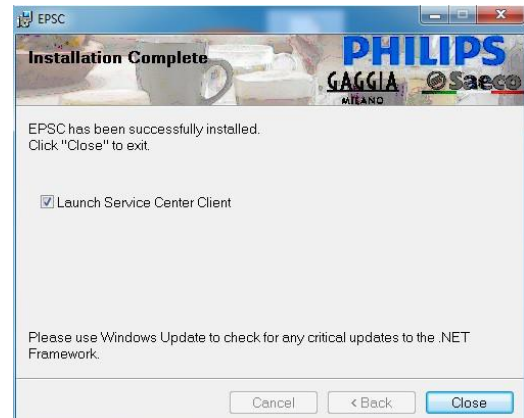 EPSC
Installation Complete
PHILIPS
GAGGIA
MILANO
Saeco
EPSC has been successfully installed.
Click "Close" to exit.
Launch Service Center Client
Please use Windows Update to check for any critical updates to the .NET
Framework.
Cancel
< Back
Close